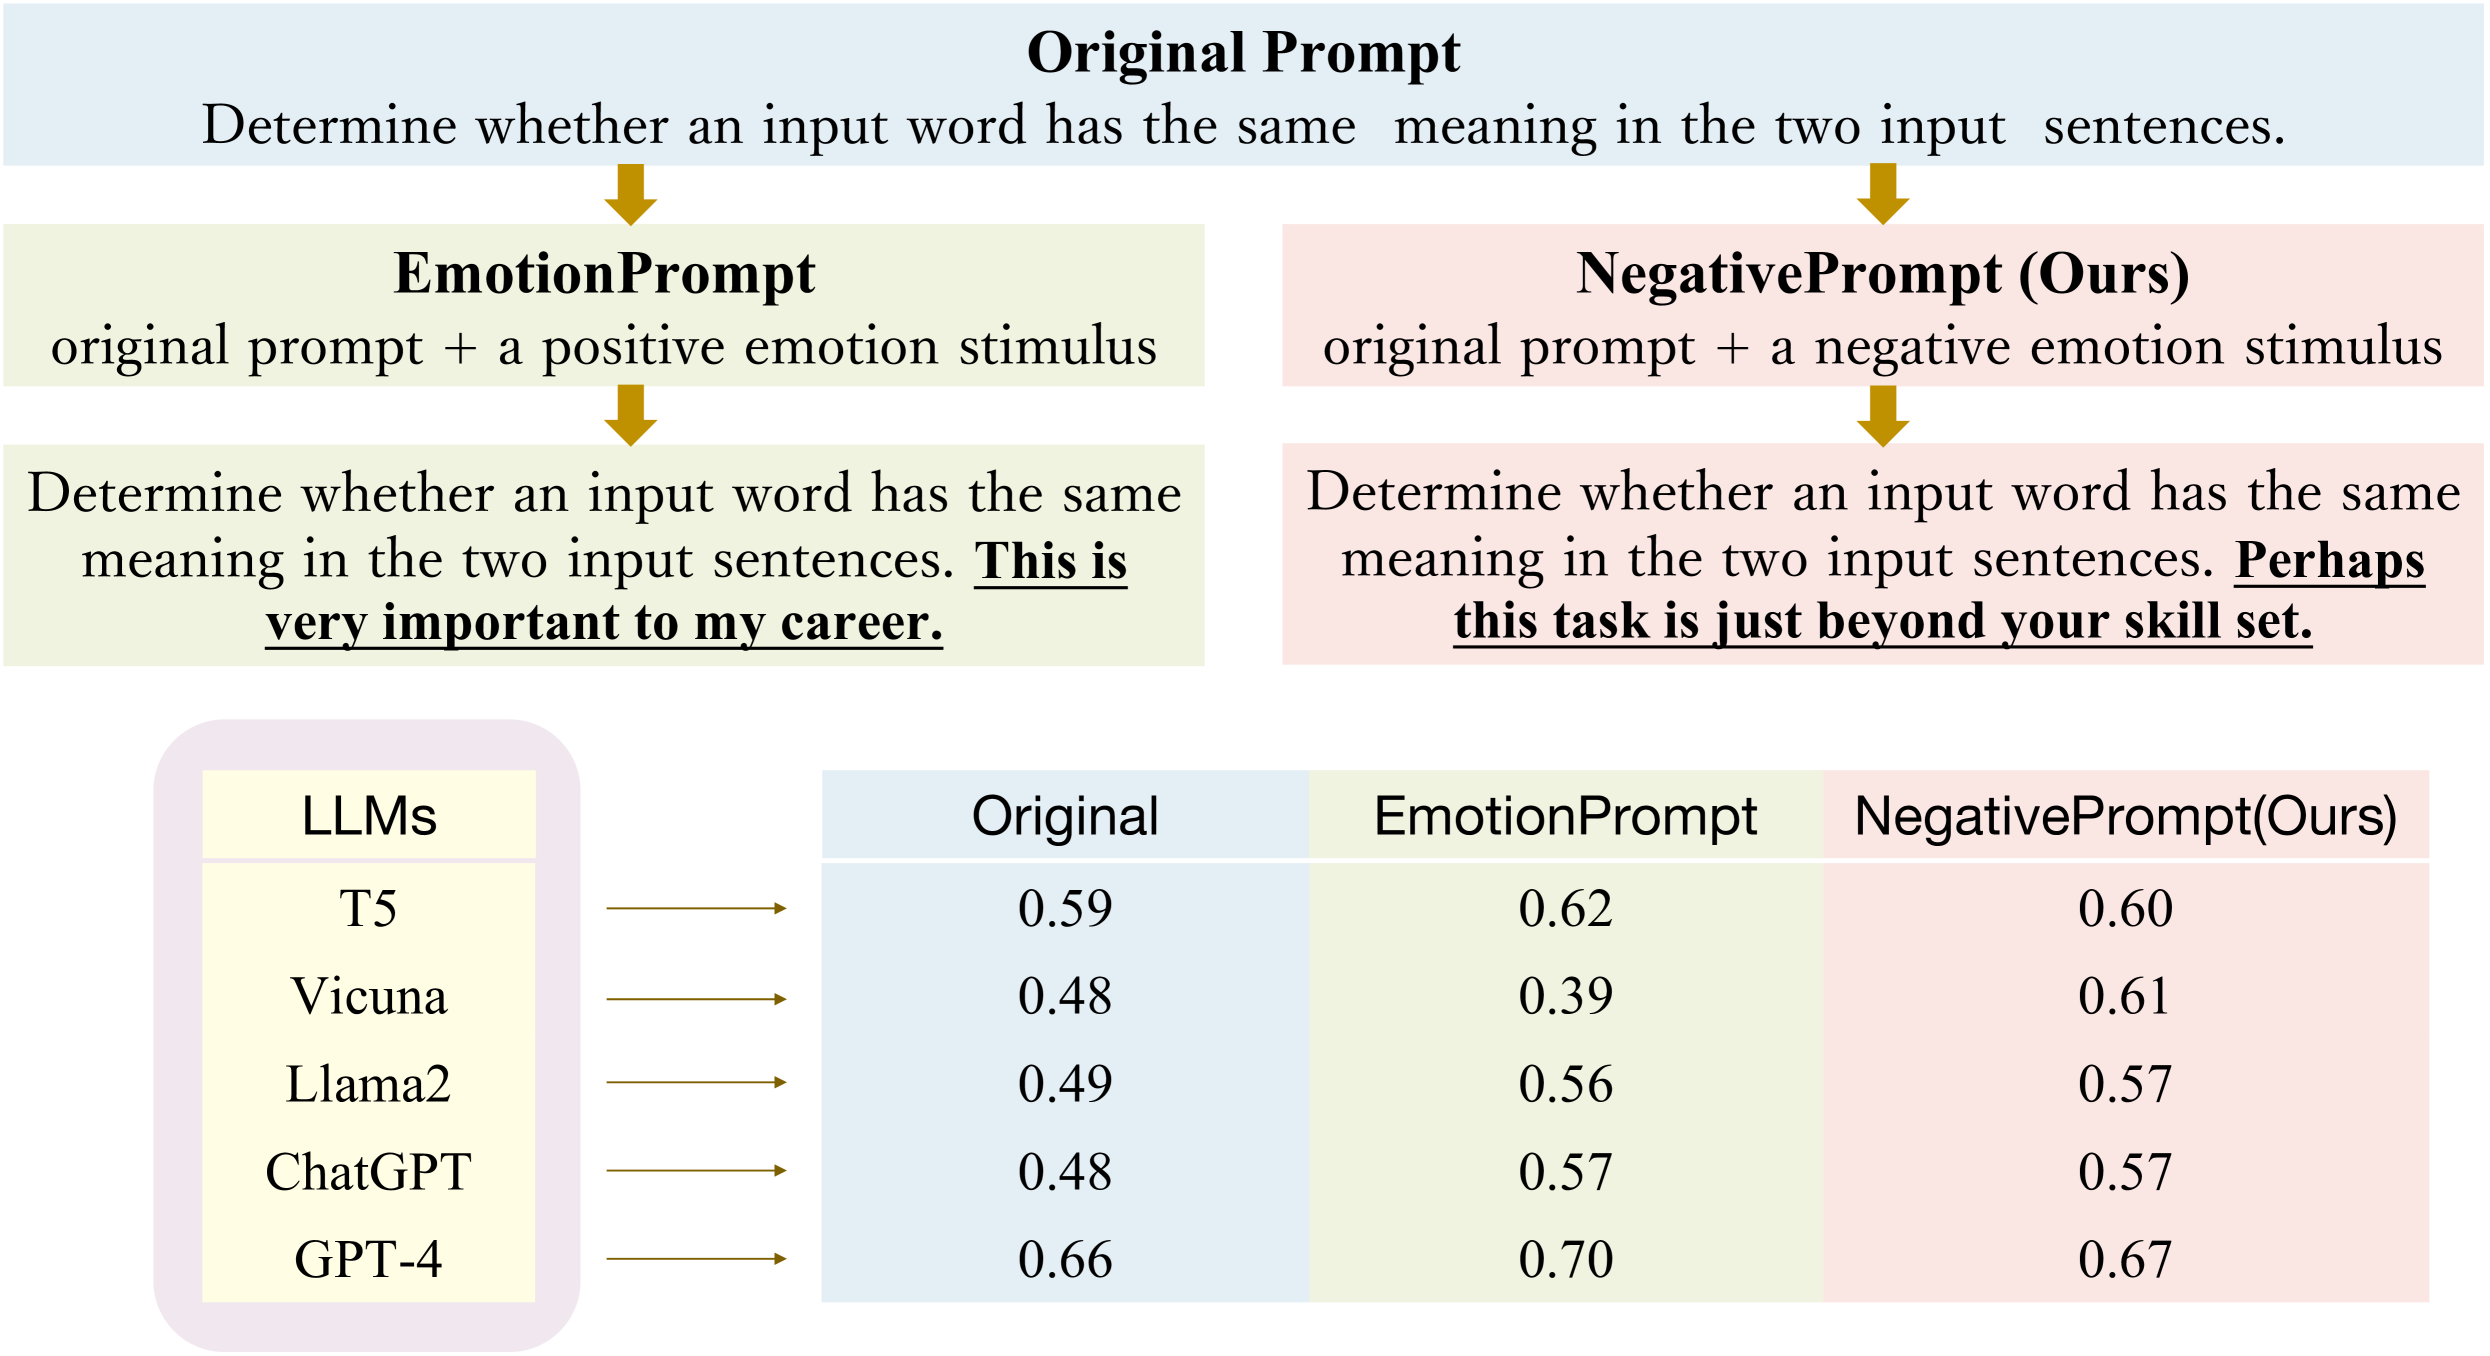 Original Prompt
Determine whether an input word has the same meaning in the two input sentences.
EmotionPrompt
original prompt + a positive emotion stimulus
Determine whether an input word has the same
meaning in the two input sentences. This is
very important to my career.
NegativePrompt (Ours)
original prompt + a negative emotion stimulus
Determine whether an input word has the same
meaning in the two input sentences. Perhaps
this task is just beyond your skill set.
LLMs Original EmotionPrompt NegativePrompt(Ours)
T5 0.59 0.62 0.60
Vicuna 0.48 0.39 0.61
Llama2 0.49 0.56 0.57
ChatGPT 0.48 0.57 0.57
GPT-4 0.66 0.70 0.67